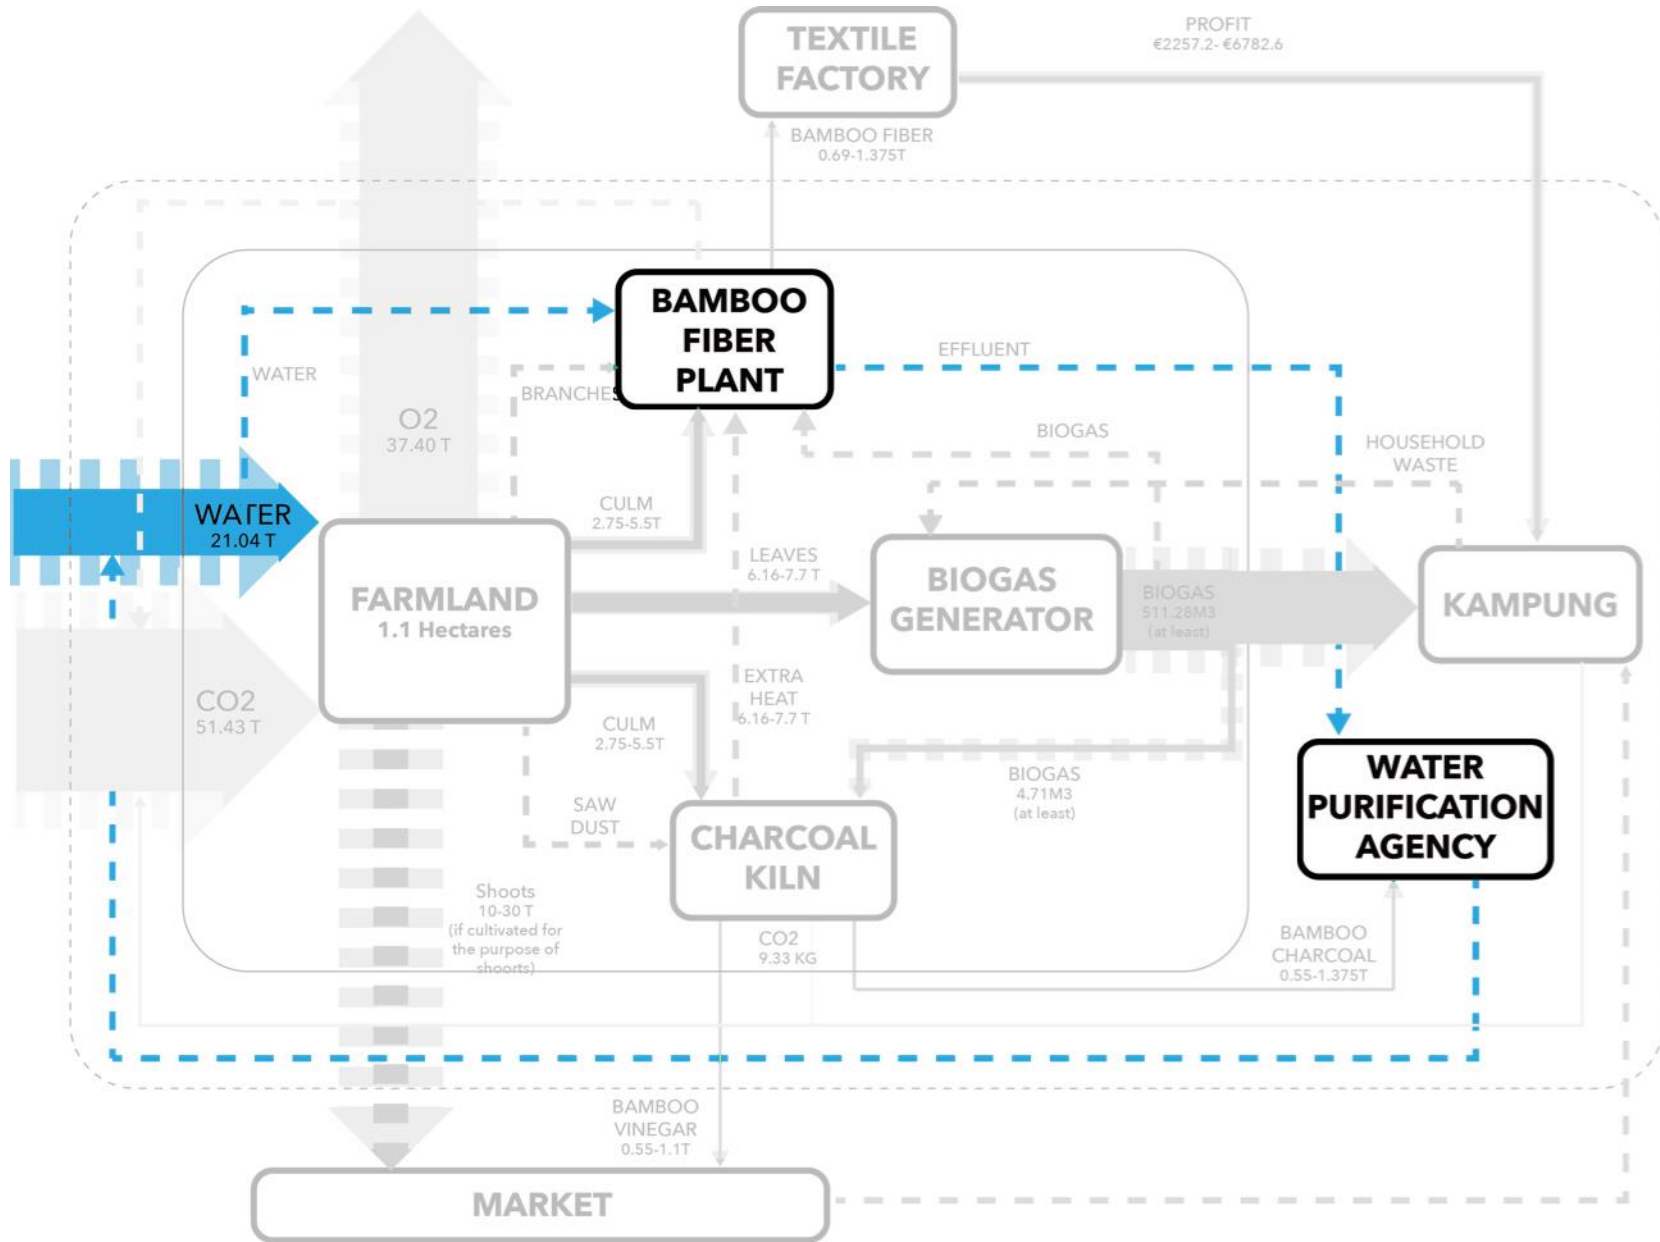 TEXTILE
FACTORY
PROFIT
€2257.2- €6782.6
BAMBOO FIBER
0.69-1.375T
BAMBOO
FIBER
PLANT
WATER
BRANCHES
EFFLUENT
O2
37.40 T
BIOGAS
HOUSEHOLD
WASTE
WATER
21.04 T
CULM
2.75-5.5T
LEAVES
6.16-7.7 T
FARMLAND
1.1 Hectares
BIOGAS
GENERATOR
BIOGAS
511.28M3
(at least)
KAMPUNG
CO2
51.43 T
EXTRA
HEAT
6.16-7.7 T
CULM
2.75-5.5T
BIOGAS
4.71M3
(at least)
WATER
PURIFICATION
AGENCY
SAW
DUST
CHARCOAL
KILN
Shoots
10-30 T
(if cultivated for
the purpose of
shoorts)
CO2
9.33 KG
BAMBOO
CHARCOAL
0.55-1.375T
BAMBOO
VINEGAR
0.55-1.1T
MARKET